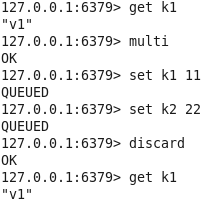 127.0.0.1:6379> get k1
"v1"
127.0.0.1:6379> multi
OK
127.0.0.1:6379> set k1 11
QUEUED
127.0.0.1:6379> set k2 22
QUEUED
127.0.0.1:6379> discard
OK
127.0.0.1:6379> get k1
"v1"